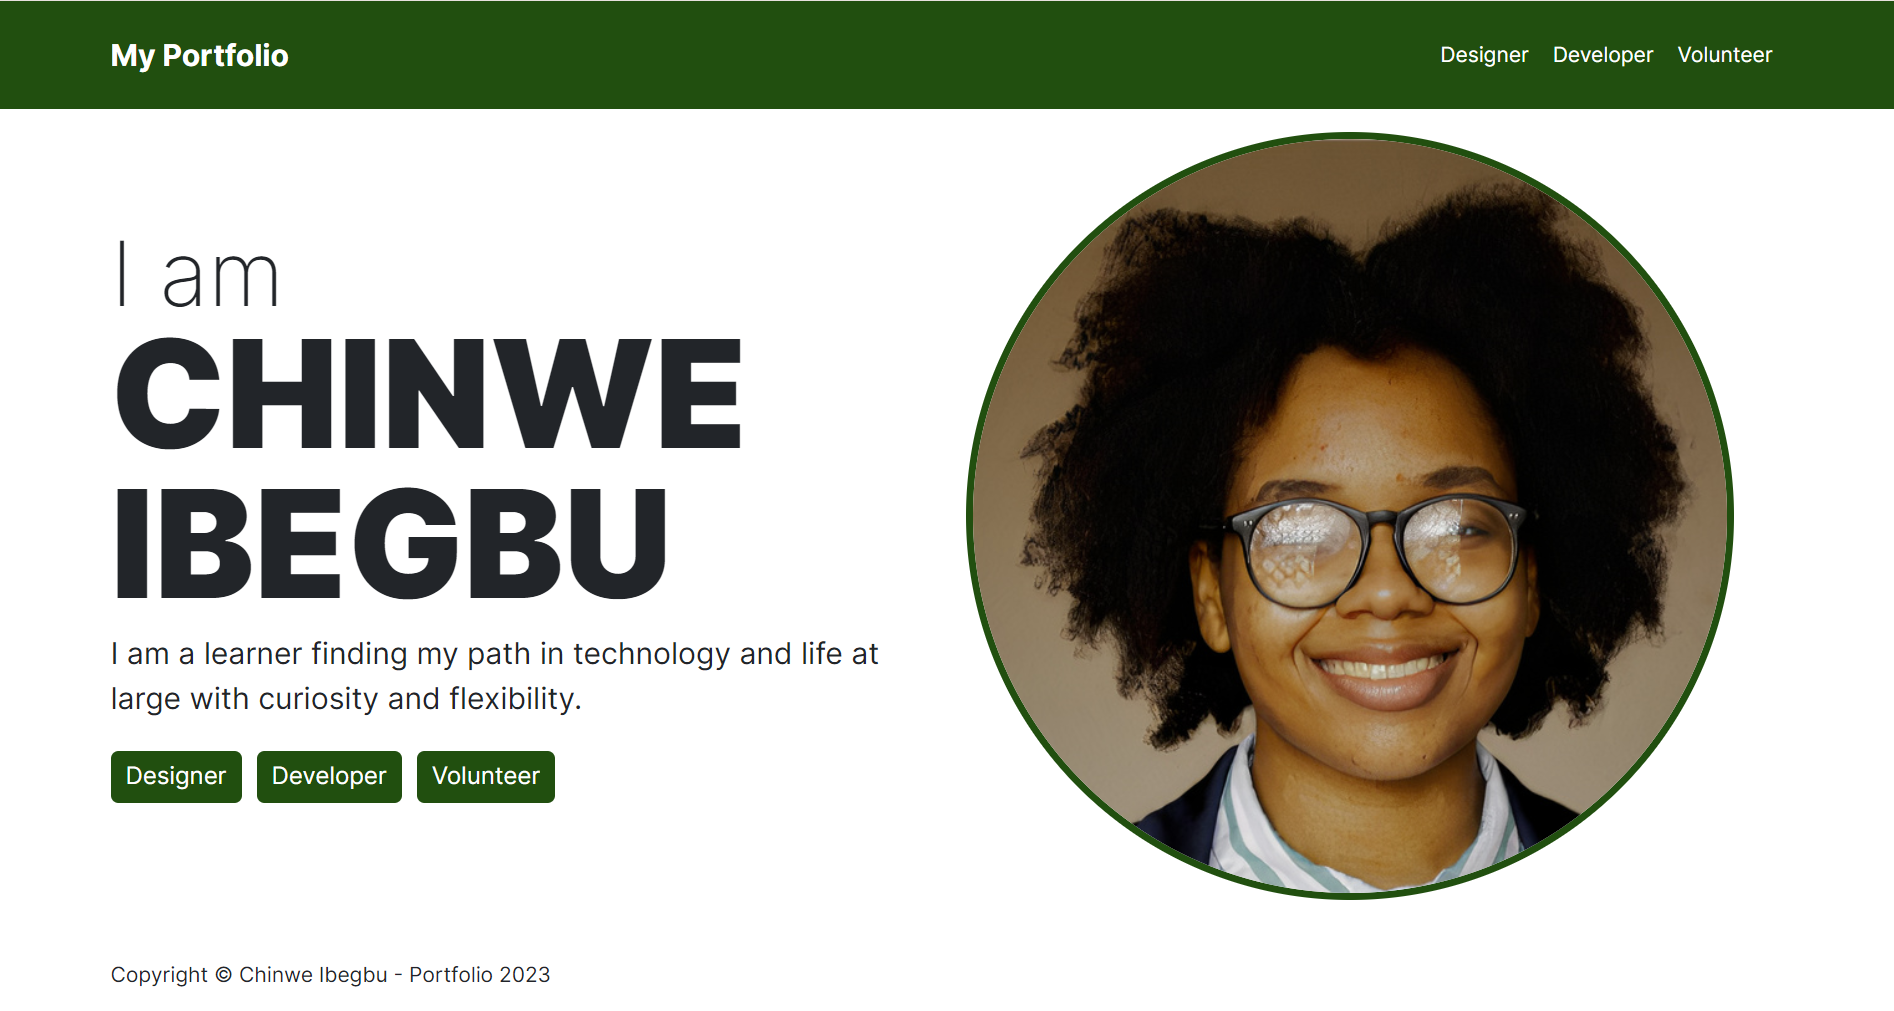 My Portfolio
Designer Developer Volunteer
I am
CHINWE
IBEGBU
I am a learner finding my path in technology and life at
large with curiosity and flexibility.
Designer Developer Volunteer
Copyright © Chinwe Ibegbu - Portfolio 2023